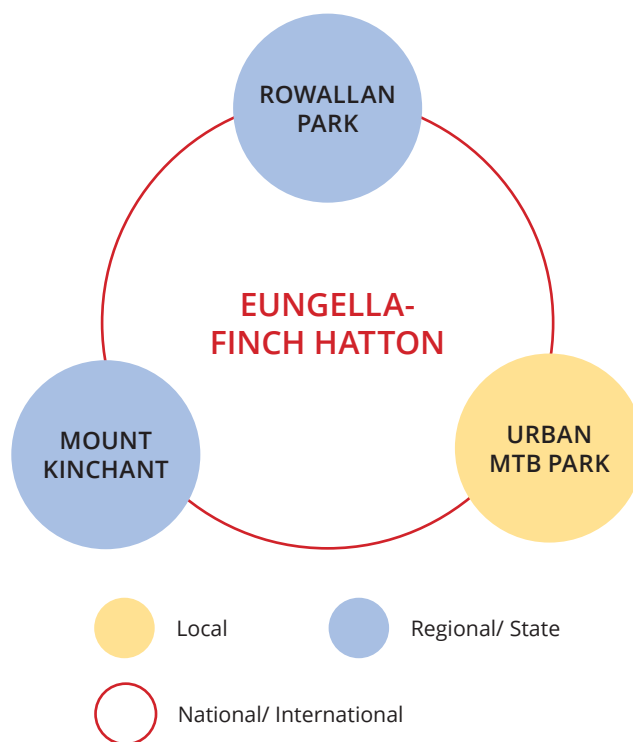 ROWALLAN
PARK
EUNGELLA-
FINCH HATTON
MOUNT
KINCHANT
URBAN
MTB PARK
Local
Regional/ State
National/ International